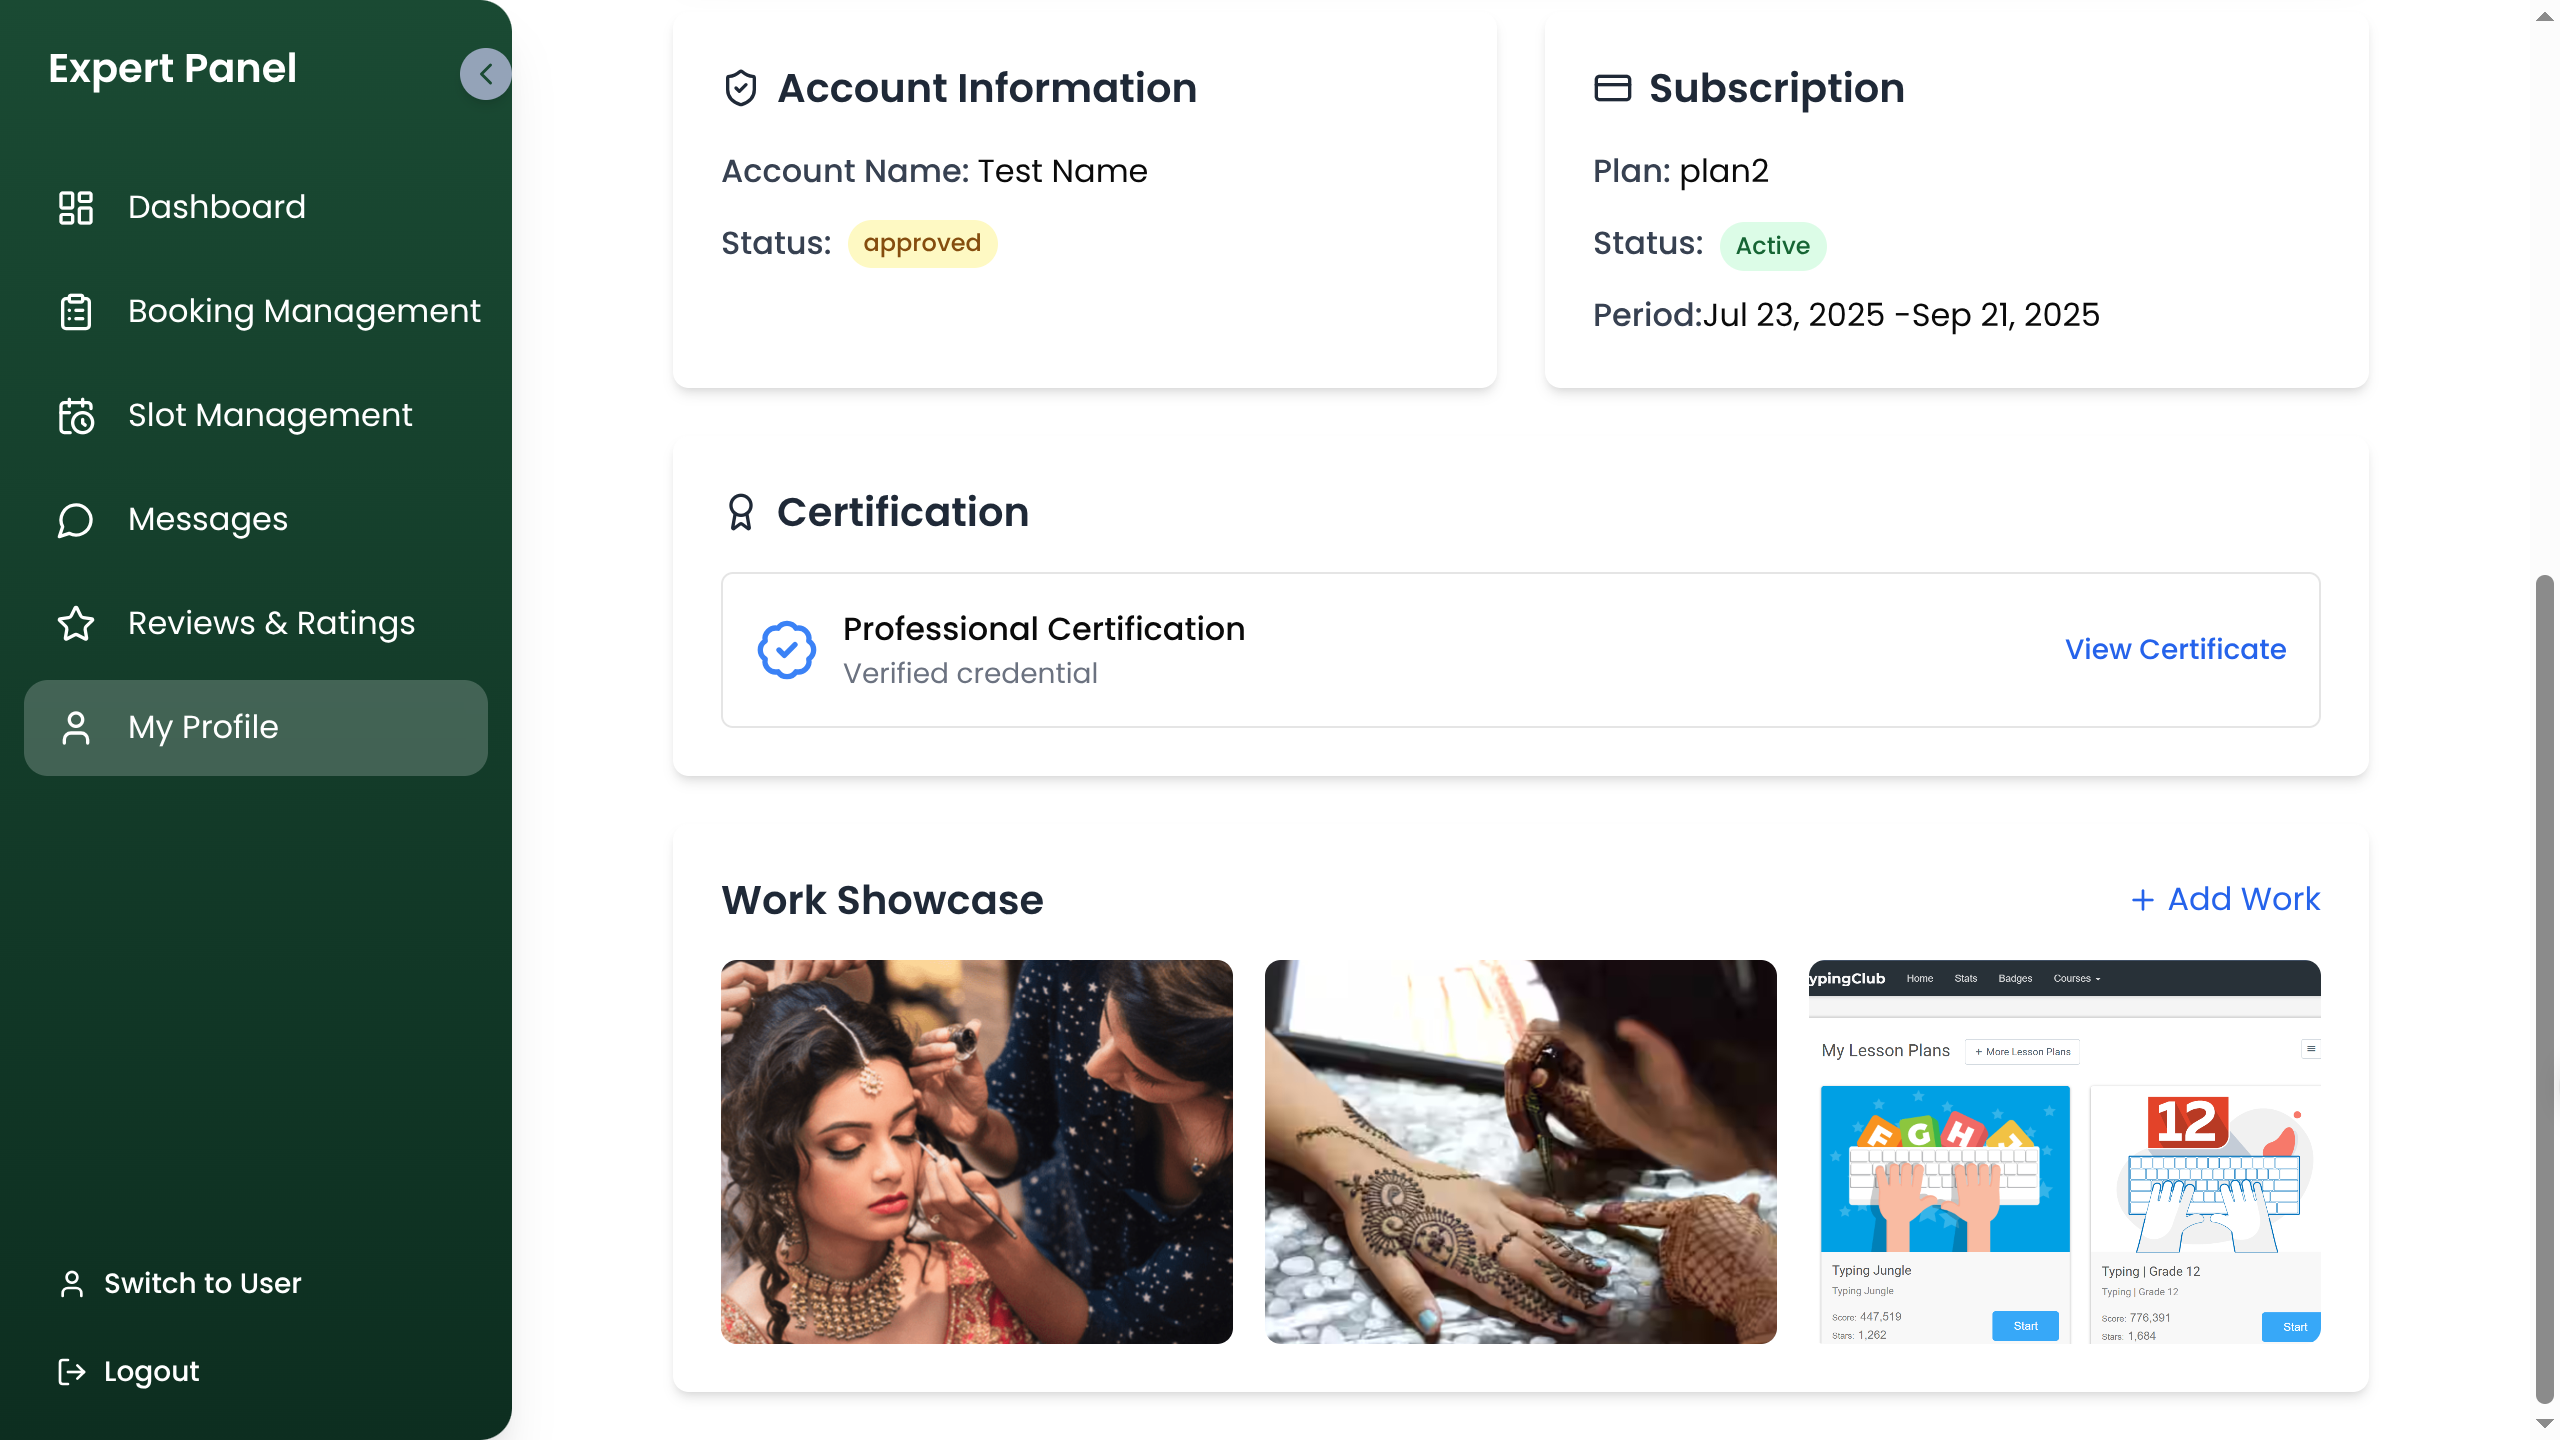 Expert Panel
Dashboard
Booking Management
Slot Management
Messages
Reviews & Ratings
My Profile
Switch to User
Logout
Account Information
Account Name: Test Name
Status: approved
Subscription
Plan: plan2
Status: Active
Period:Jul 23, 2025 -Sep 21, 2025
Certification
Professional Certification
Verified credential
View Certificate
Work Showcase
+ Add Work
ypingClub Home Stats Badges Courses
My Lesson Plans + More Lesson Plans
F G H J
Typing Jungle
Typing Jungle
Score: 447,519
Stars: 1,262
Start
12
Typing | Grade 12
Typing | Grade 12
Score: 776,391
Stars: 1,684
Start